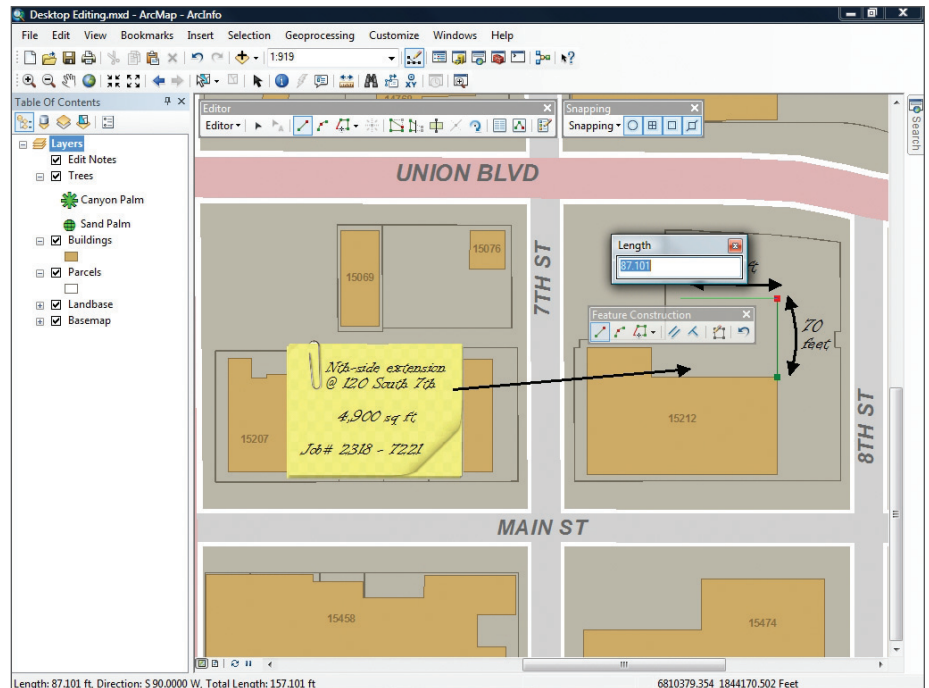 Desktop Editing.mxd - ArcMap - ArcInfo
File Edit View Bookmarks Insert Selection Geoprocessing Customize Windows Help
1:919
Table Of Contents
Layers
Edit Notes
Trees
Canyon Palm
Sand Palm
Buildings
Parcels
Landbase
Basemap
Editor
Editor
Snapping
Snapping
Search
UNION BLVD
7TH ST
8TH ST
MAIN ST
15069
15076
15207
15212
15458
15474
Length
87.101
ft
Feature Construction
70
feet
Nth-side extension
@ 120 South 7th
4,900 sq ft
Job# 2318 - 7221
Length: 87.101 ft, Direction: S 90.0000 W, Total Length: 157.101 ft
6810379.354 1844170.502 Feet